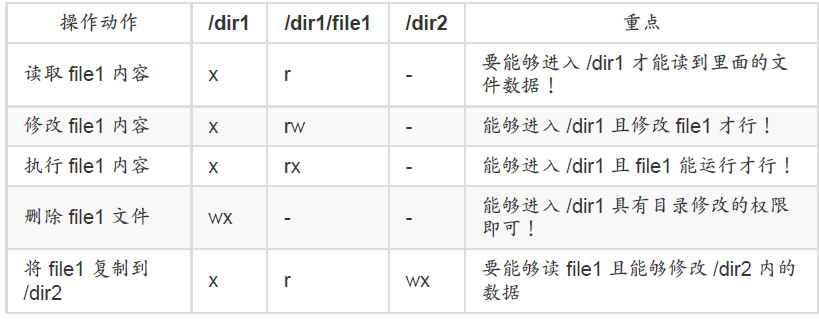 操作动作 /dir1 /dir1/file1 /dir2 重点
读取 file1 内容 x r - 要能够进入 /dir1 才能读到里面的文
件数据！
修改 file1 内容 x rw - 能够进入 /dir1 且修改 file1 才行！
执行 file1 内容 x rx - 能够进入 /dir1 且 file1 能运行才行！
删除 file1 文件 wx - - 能够进入 /dir1 具有目录修改的权限
即可！
将 file1 复制到
/dir2 x r wx 要能够读 file1 且能够修改 /dir2 内的
数据